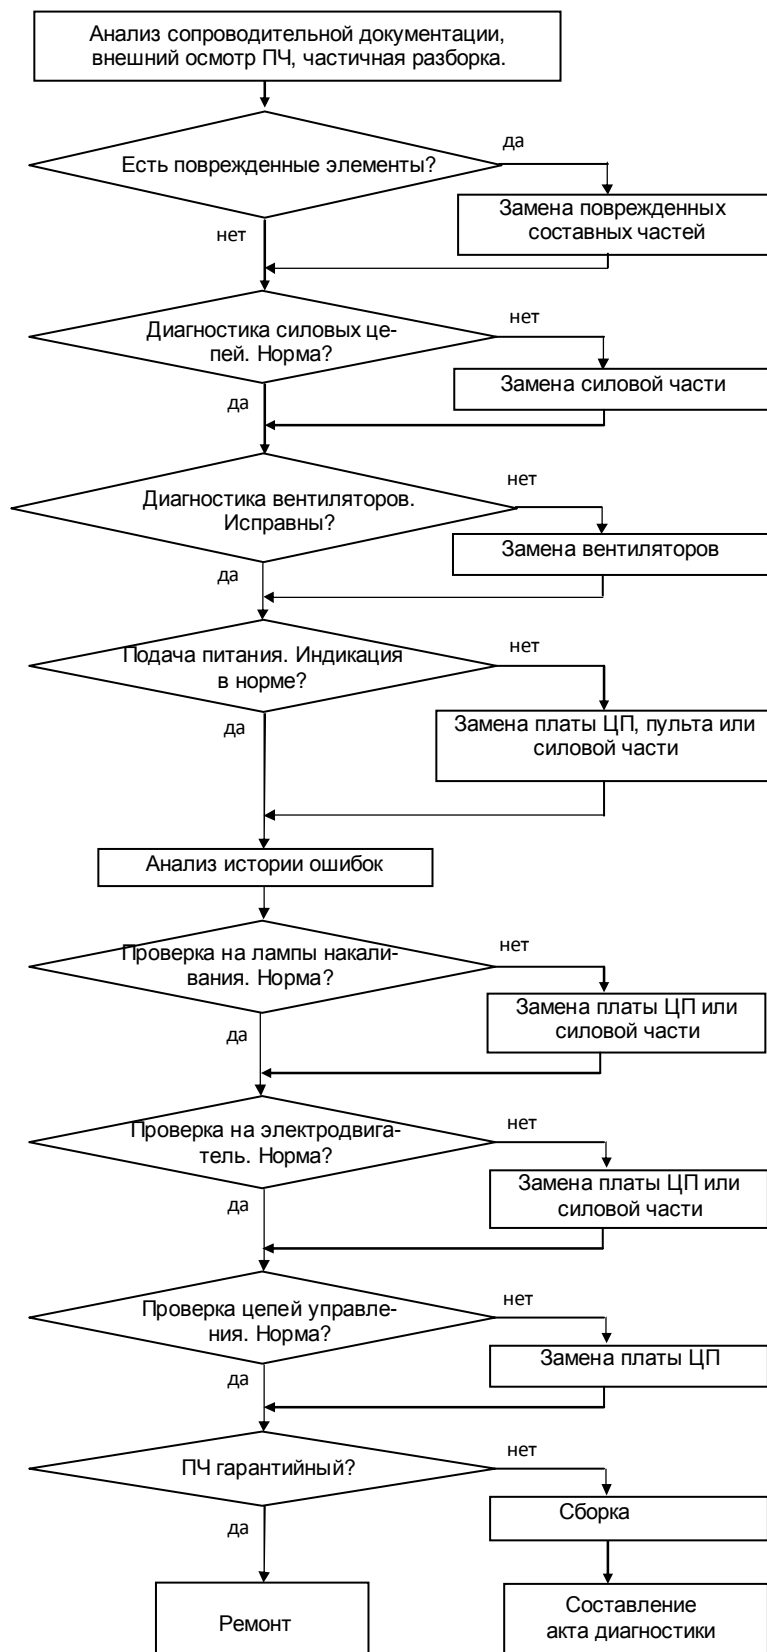 Анализ сопроводительной документации,
внешний осмотр ПЧ, частичная разборка.
Есть поврежденные элементы?
да
Замена поврежденных
составных частей
нет
Диагностика силовых це-
пей. Норма?
нет
Замена силовой части
да
Диагностика вентиляторов.
Исправны?
нет
Замена вентиляторов
да
Подача питания. Индикация
в норме?
нет
Замена платы ЦП, пульта или
силовой части
да
Анализ истории ошибок
Проверка на лампы накали-
вания. Норма?
нет
Замена платы ЦП или
силовой части
да
Проверка на электродвига-
тель. Норма?
нет
Замена платы ЦП или
силовой части
да
Проверка цепей управле-
ния. Норма?
нет
Замена платы ЦП
да
ПЧ гарантийный?
нет
Сборка
да
Ремонт
Составление
акта диагностики